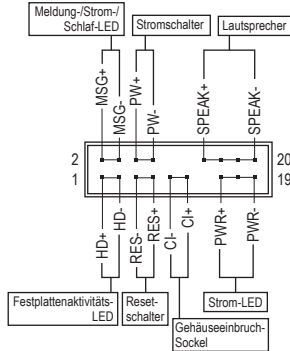 Meldung-/Strom-/
Schlaf-LED
Stromschalter
Lautsprecher
MSG+
MSG-
PW+
PW-
SPEAK+
SPEAK-
2
20
1
19
HD+
HD-
RES-
RES+
CI-
CI+
PWR+
PWR-
Festplattenaktivitäts-
LED
Reset-
schalter
Strom-LED
Gehäuseeinbruch-
Sockel